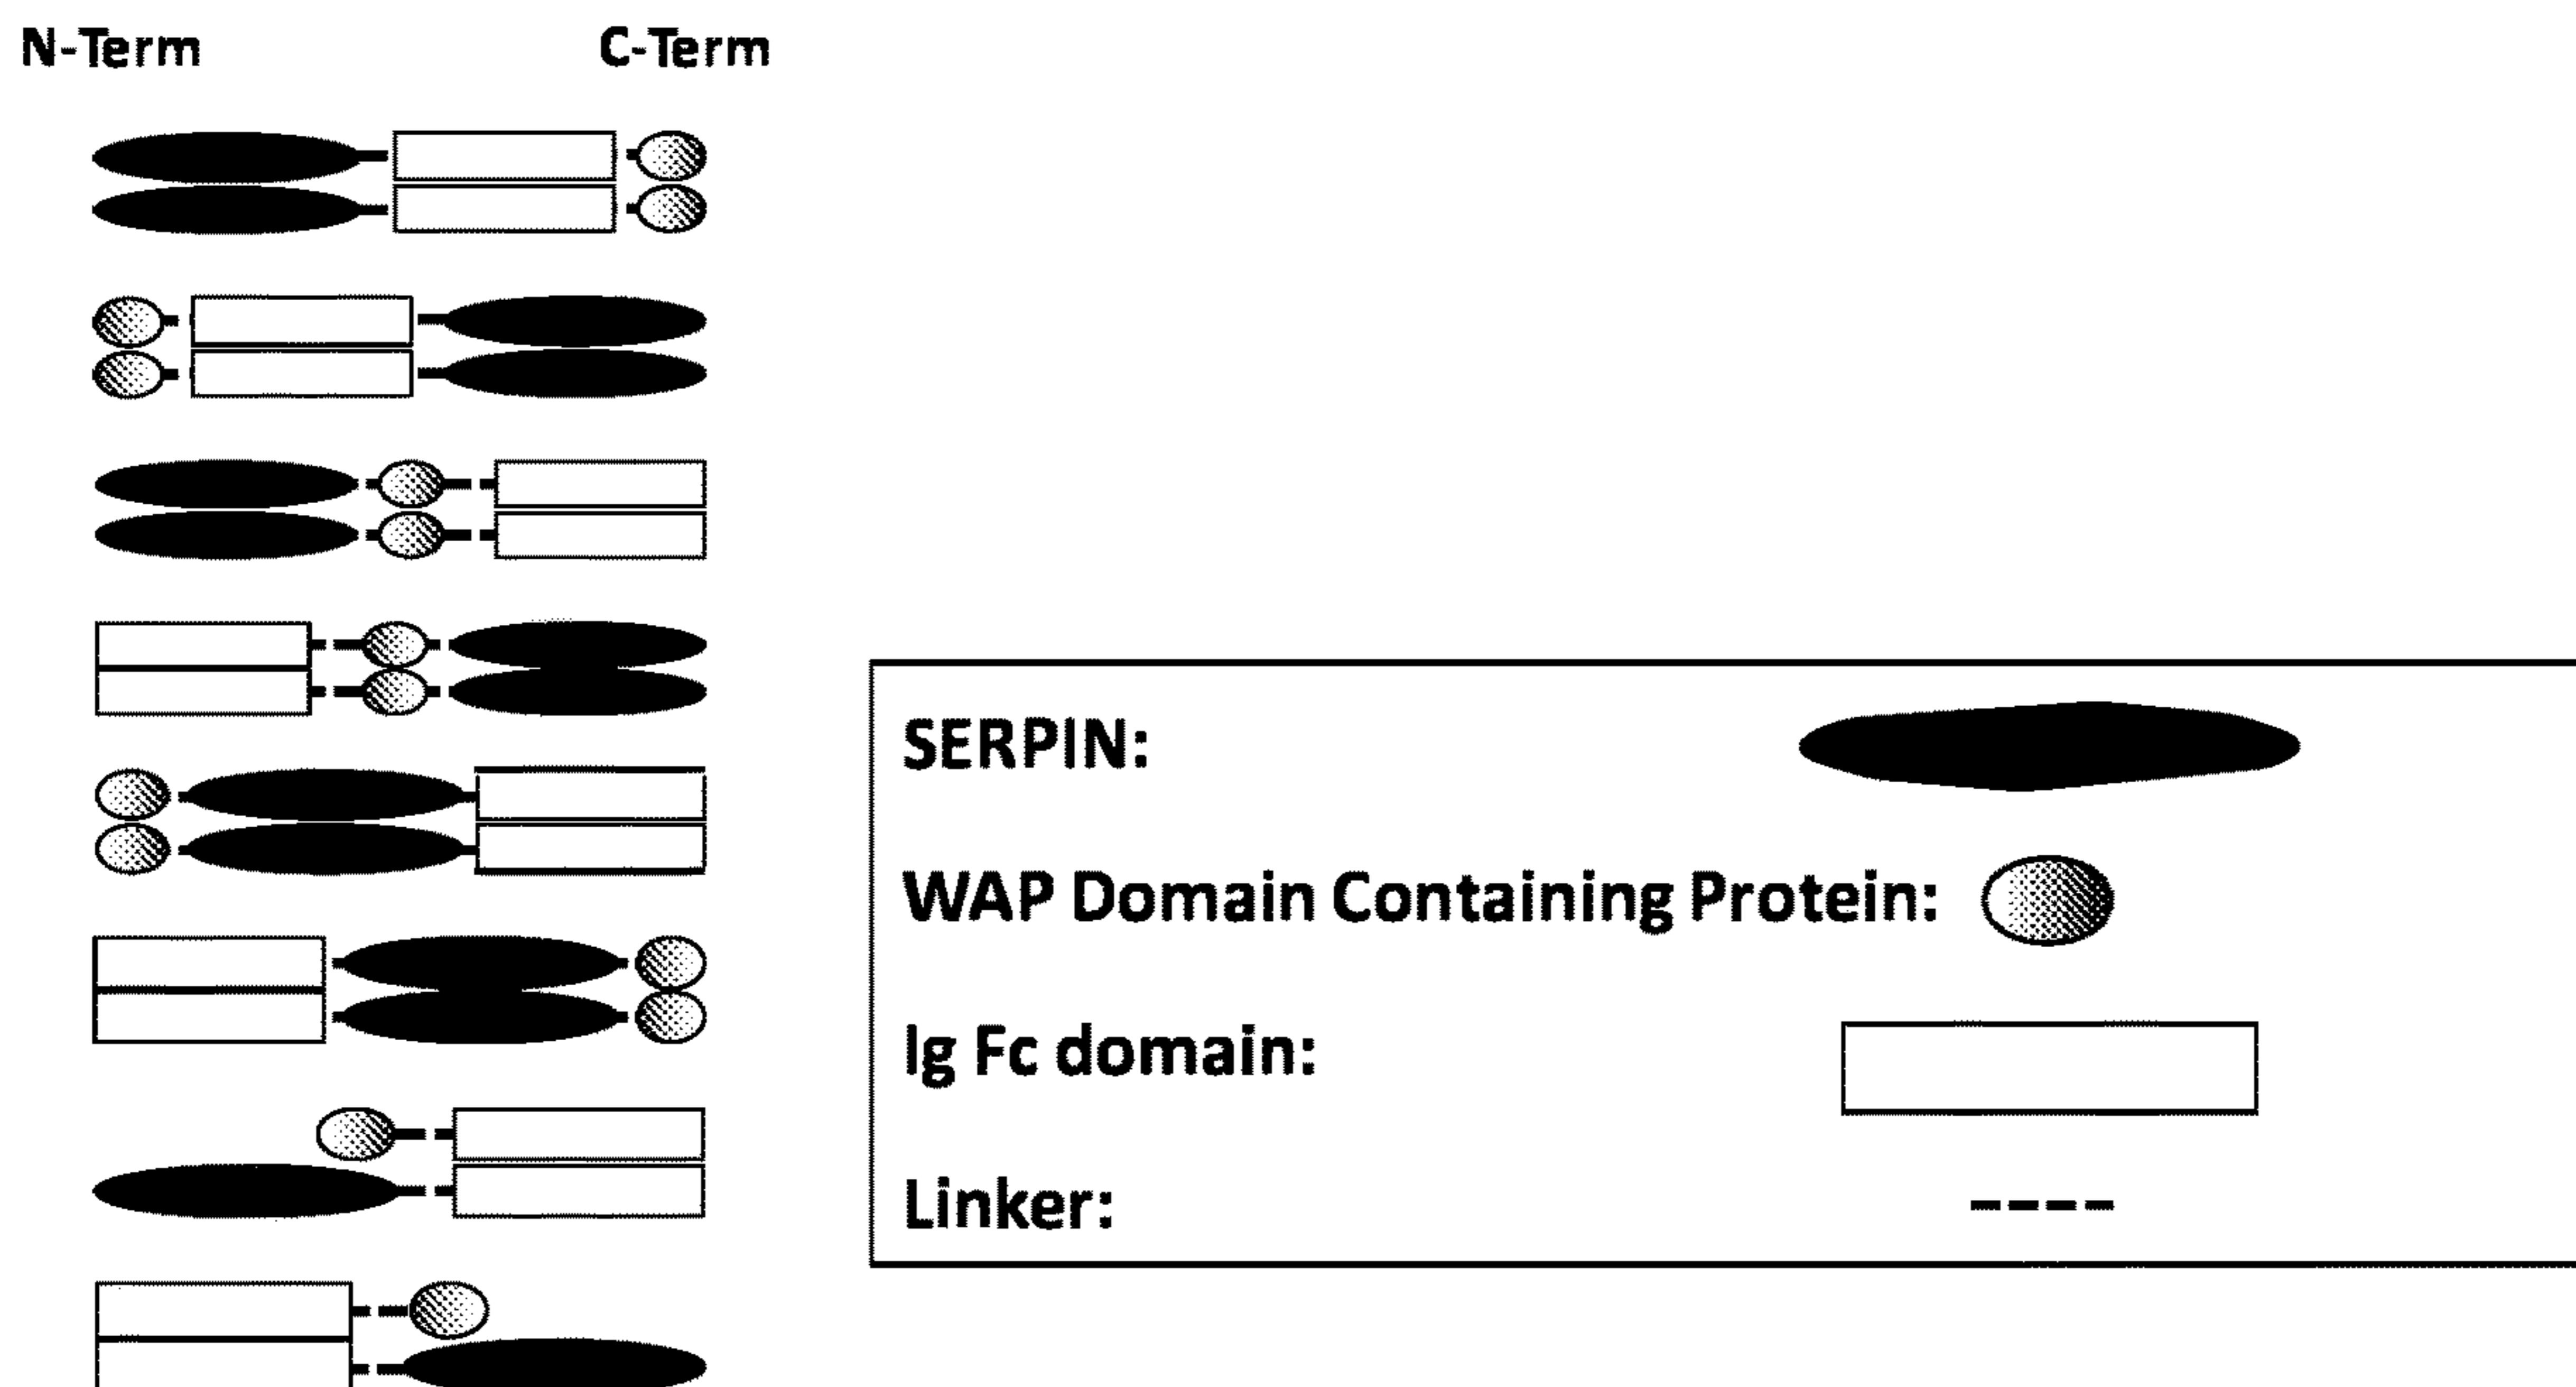 N-Term C-Term
SERPIN:
WAP Domain Containing Protein:
Ig Fc domain:
Linker: